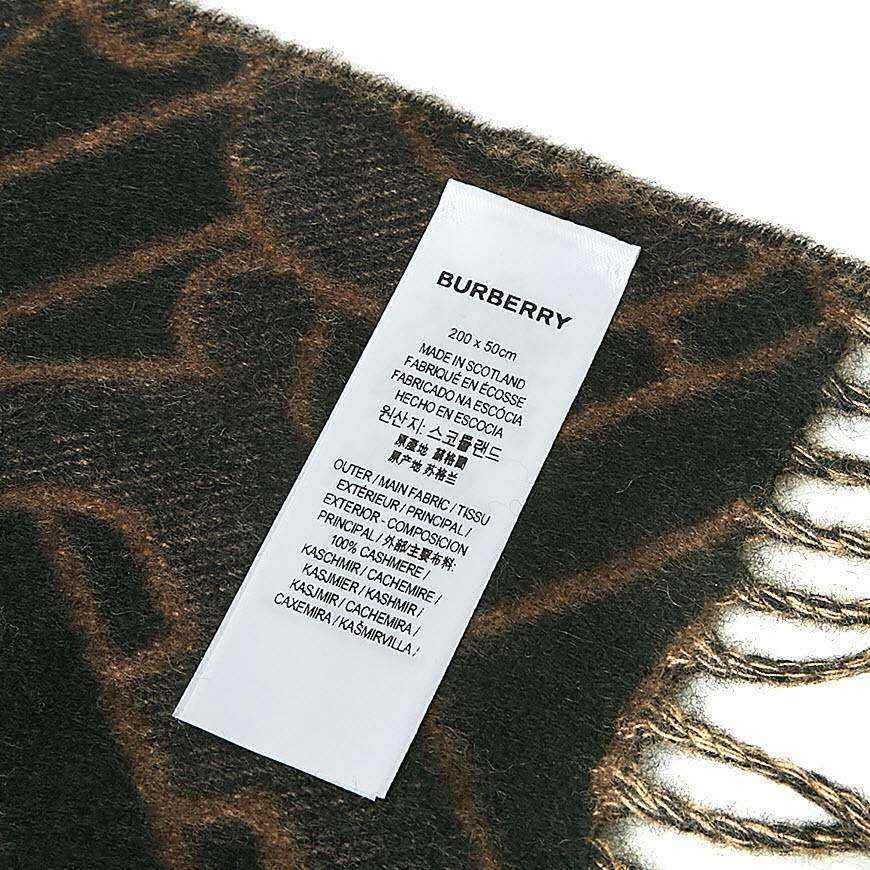 BURBERRY
200 x 50cm
MADE IN SCOTLAND
FABRIQUÉ EN ÉCOSSE
FABRICADO NA ESCÓCIA
HECHO EN ESCOCIA
원산지: 스코틀랜드
原產地 蘇格蘭
原产地 苏格兰
OUTER / MAIN FABRIC / TISSU
EXTÉRIEUR / PRINCIPAL /
EXTERIOR - COMPOSICION
PRINCIPAL / 外部/主要布料:
100% CASHMERE /
KASCHMIR / CACHEMIRE /
KASJMIER / KASHMIR /
KASJMIR / CACHEMIRA /
CAXEMIRA / KAŠMIRVILLA /